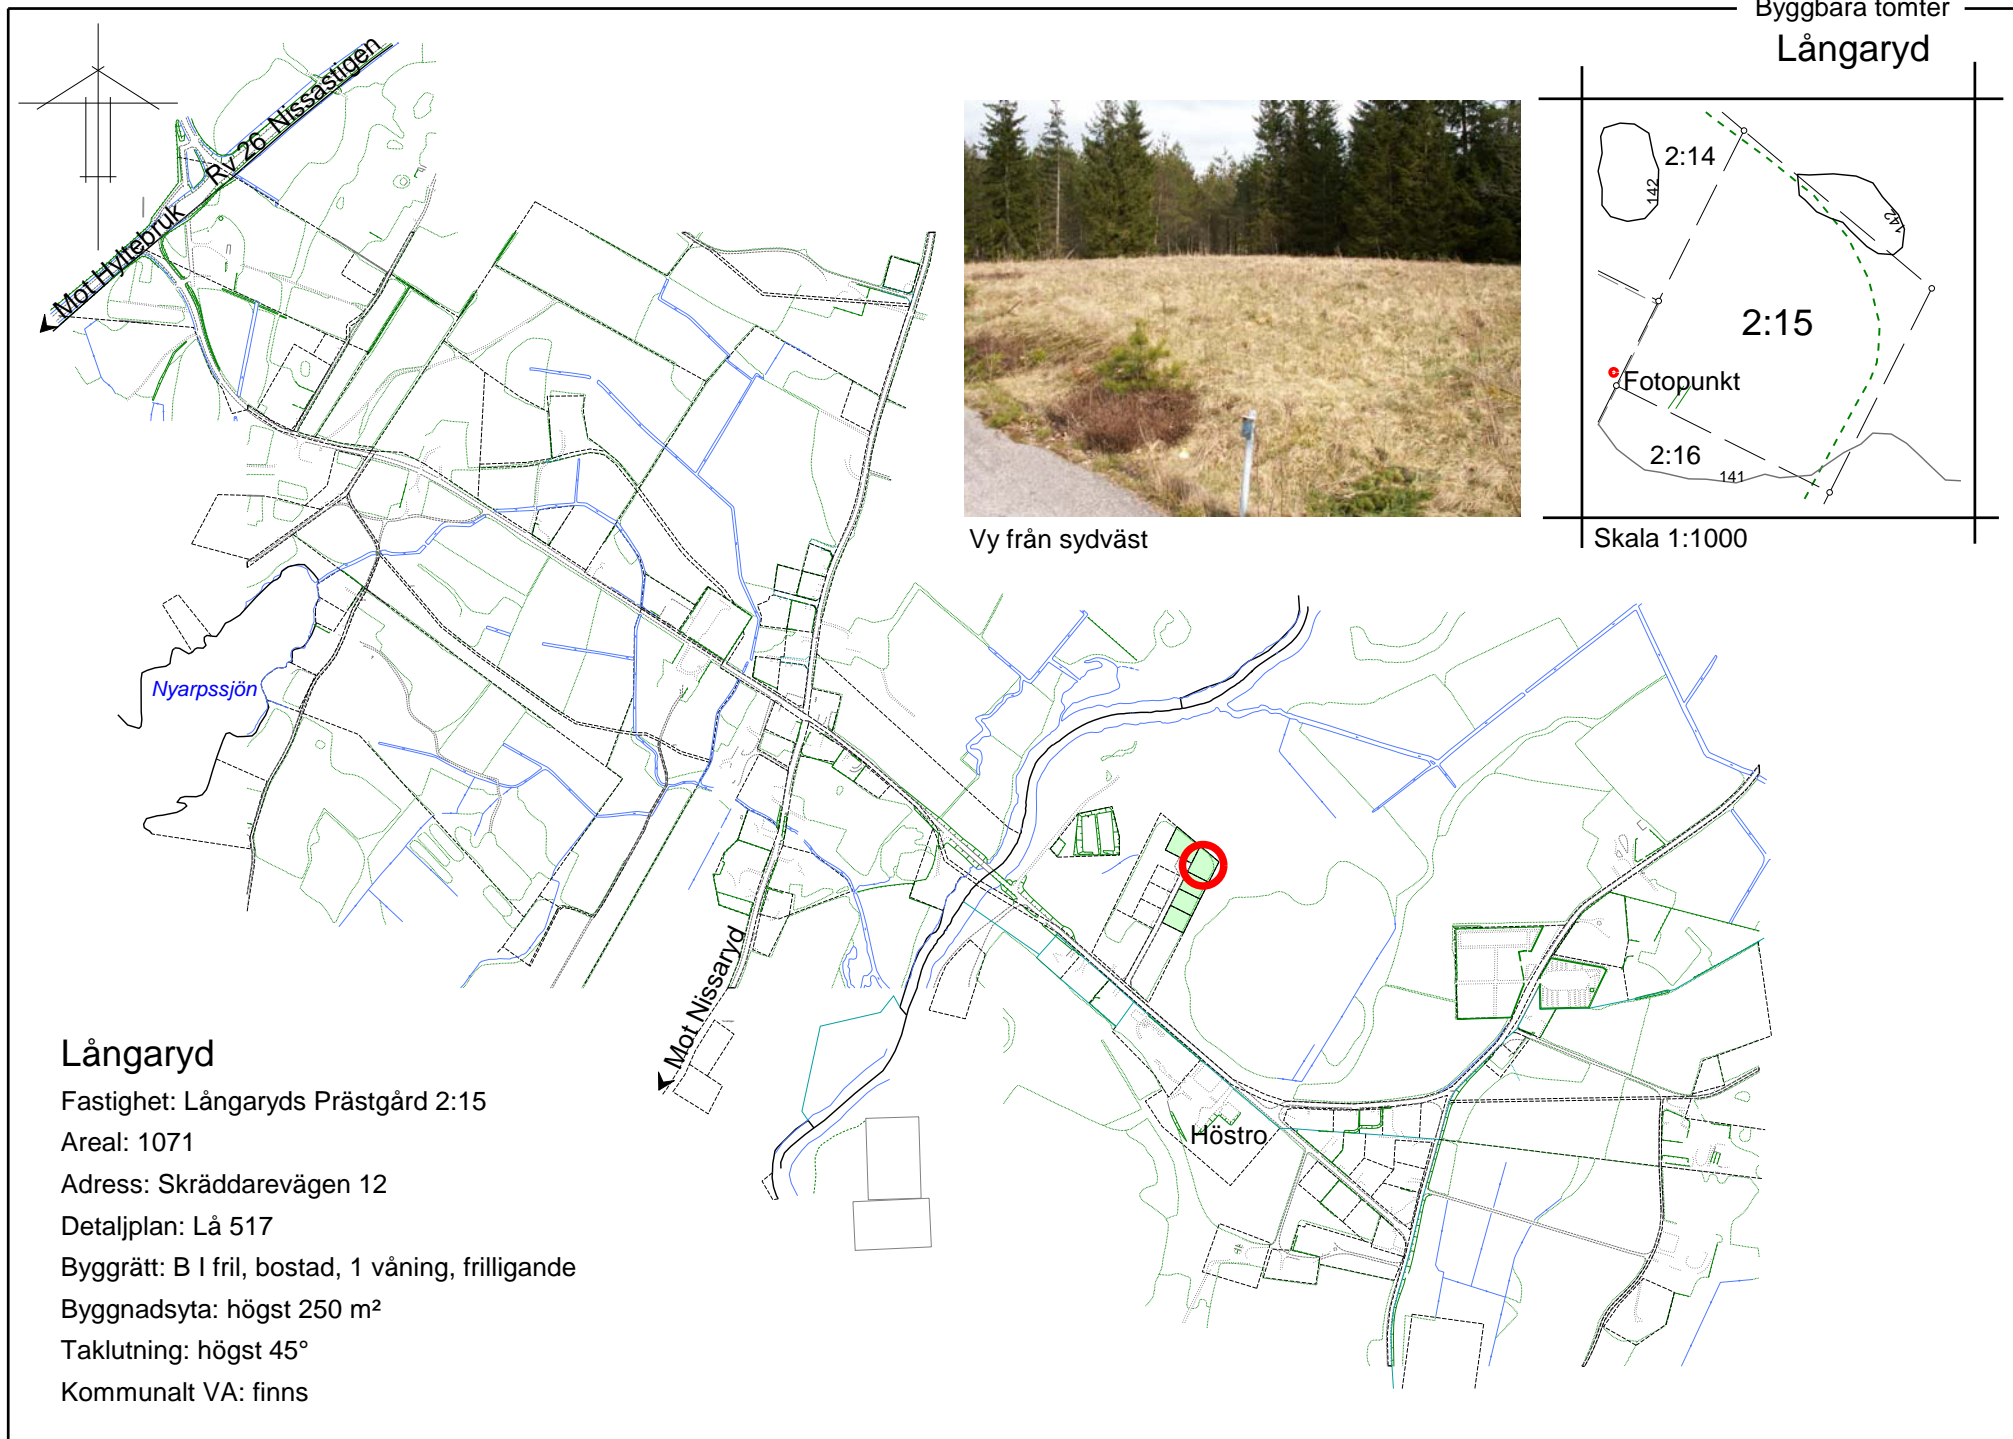 Byggbara tomter
Långaryd
Rv 26 Nissastigen
Mot Hyltebruk
2:14
142
142
2:15
Fotopunkt
2:16
141
Vy från sydväst
Skala 1:1000
Nyarpssjön
Mot Nissaryd
Höstro
Långaryd
Fastighet: Långaryds Prästgård 2:15
Areal: 1071
Adress: Skräddarevägen 12
Detaljplan: Lå 517
Byggrätt: B I fril, bostad, 1 våning, frilligande
Byggnadsyta: högst 250 m²
Taklutning: högst 45°
Kommunalt VA: finns